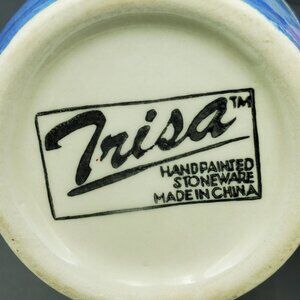 Trisa™
HANDPAINTED
STONEWARE
MADE IN CHINA